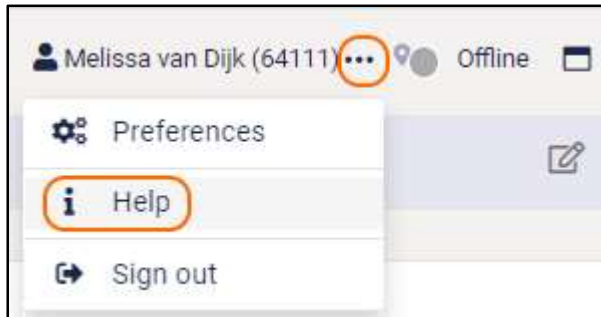 Melissa van Dijk (64111) ••• Offline
Preferences
Help
Sign out